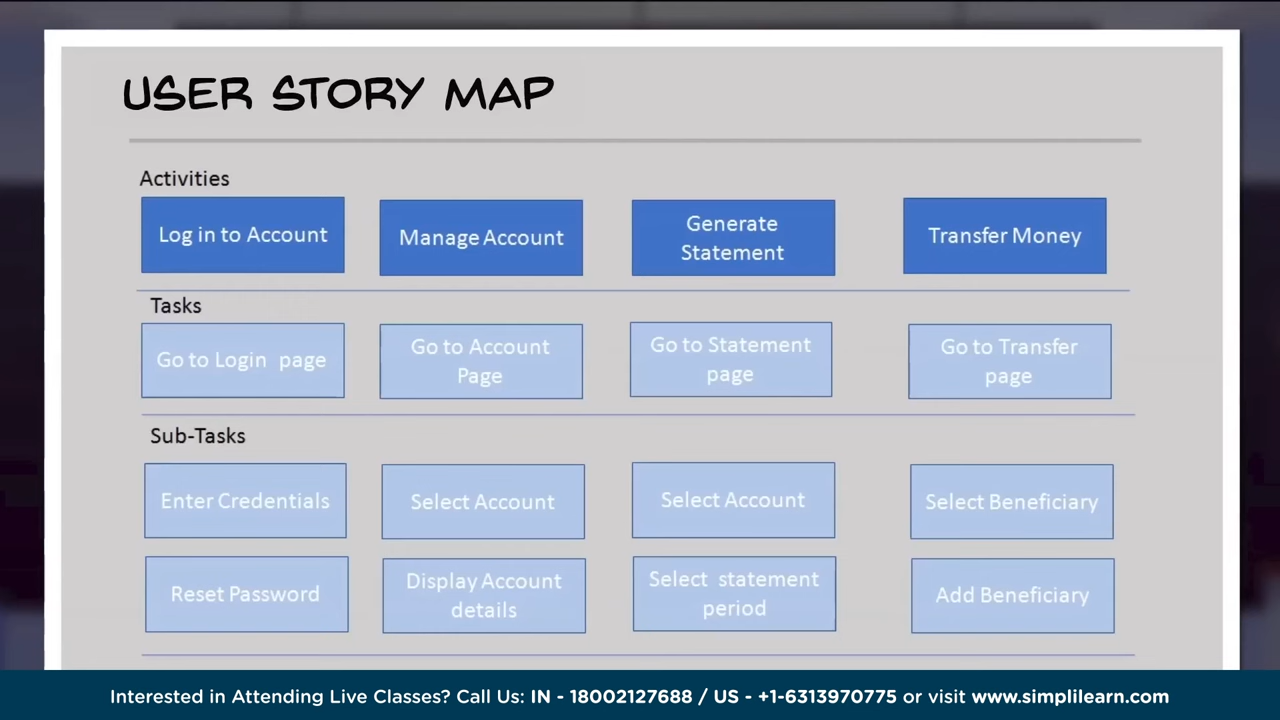 USER STORY MAP
Activities
Log in to Account
Manage Account
Generate
Statement
Transfer Money
Tasks
Go to Login page
Go to Account
Page
Go to Statement
page
Go to Transfer
page
Sub-Tasks
Enter Credentials
Select Account
Select Account
Select Beneficiary
Reset Password
Display Account
details
Select statement
period
Add Beneficiary
Interested in Attending Live Classes? Call Us: IN - 18002127688 / US - +1-6313970775 or visit www.simplilearn.com